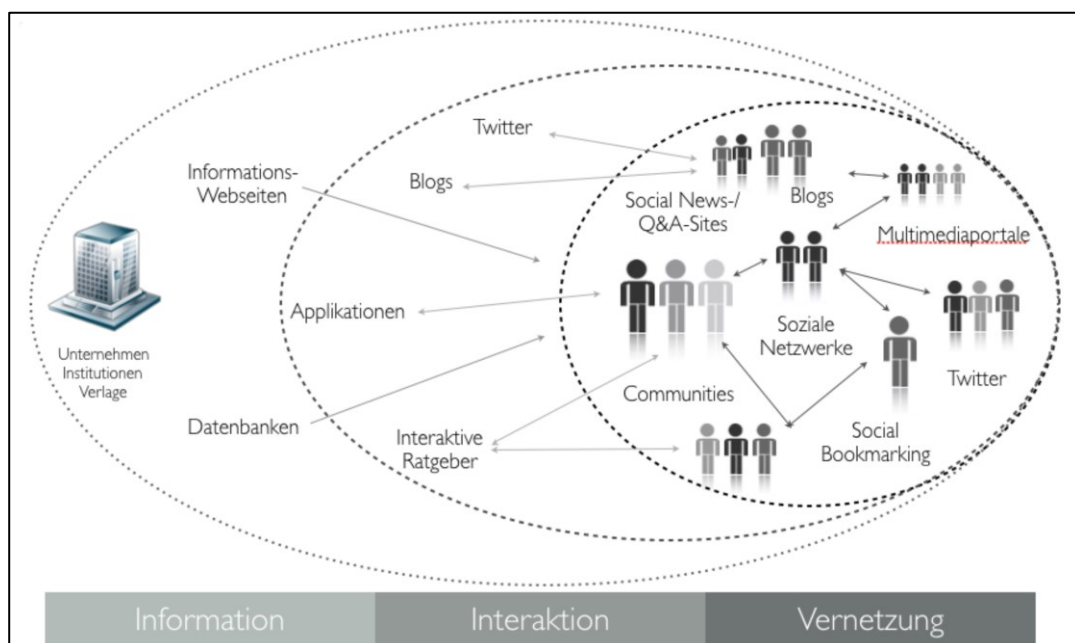 Twitter
Informations-
Webseiten
Blogs
Social News-/
Q&A-Sites
Blogs
Multimediaportale
Applikationen
Soziale
Netzwerke
Unternehmen
Institutionen
Verlage
Communities
Twitter
Datenbanken
Interaktive
Ratgeber
Social
Bookmarking
Information
Interaktion
Vernetzung